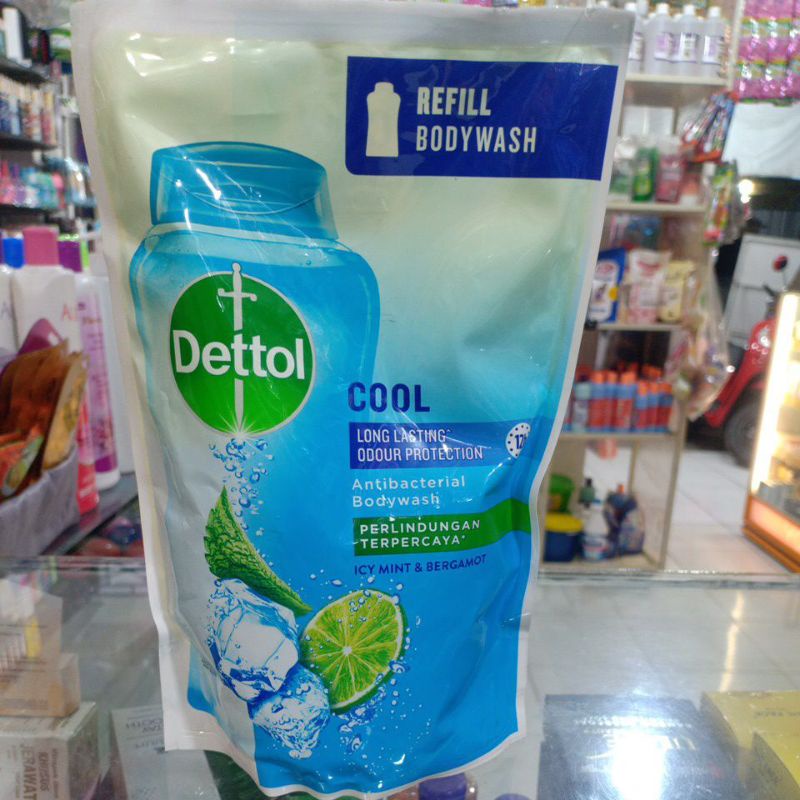 REFILL
BODYWASH
Dettol
COOL
LONG LASTING^
ODOUR PROTECTION^^
Antibacterial
Bodywash
PERLINDUNGAN
TERPERCAYA*
ICY MINT & BERGAMOT